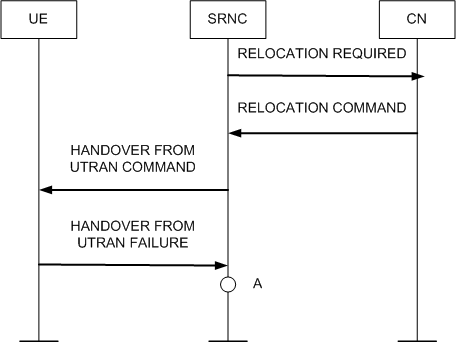 UE
SRNC
CN
RELOCATION REQUIRED
RELOCATION COMMAND
HANDOVER FROM
UTRAN COMMAND
HANDOVER FROM
UTRAN FAILURE
A